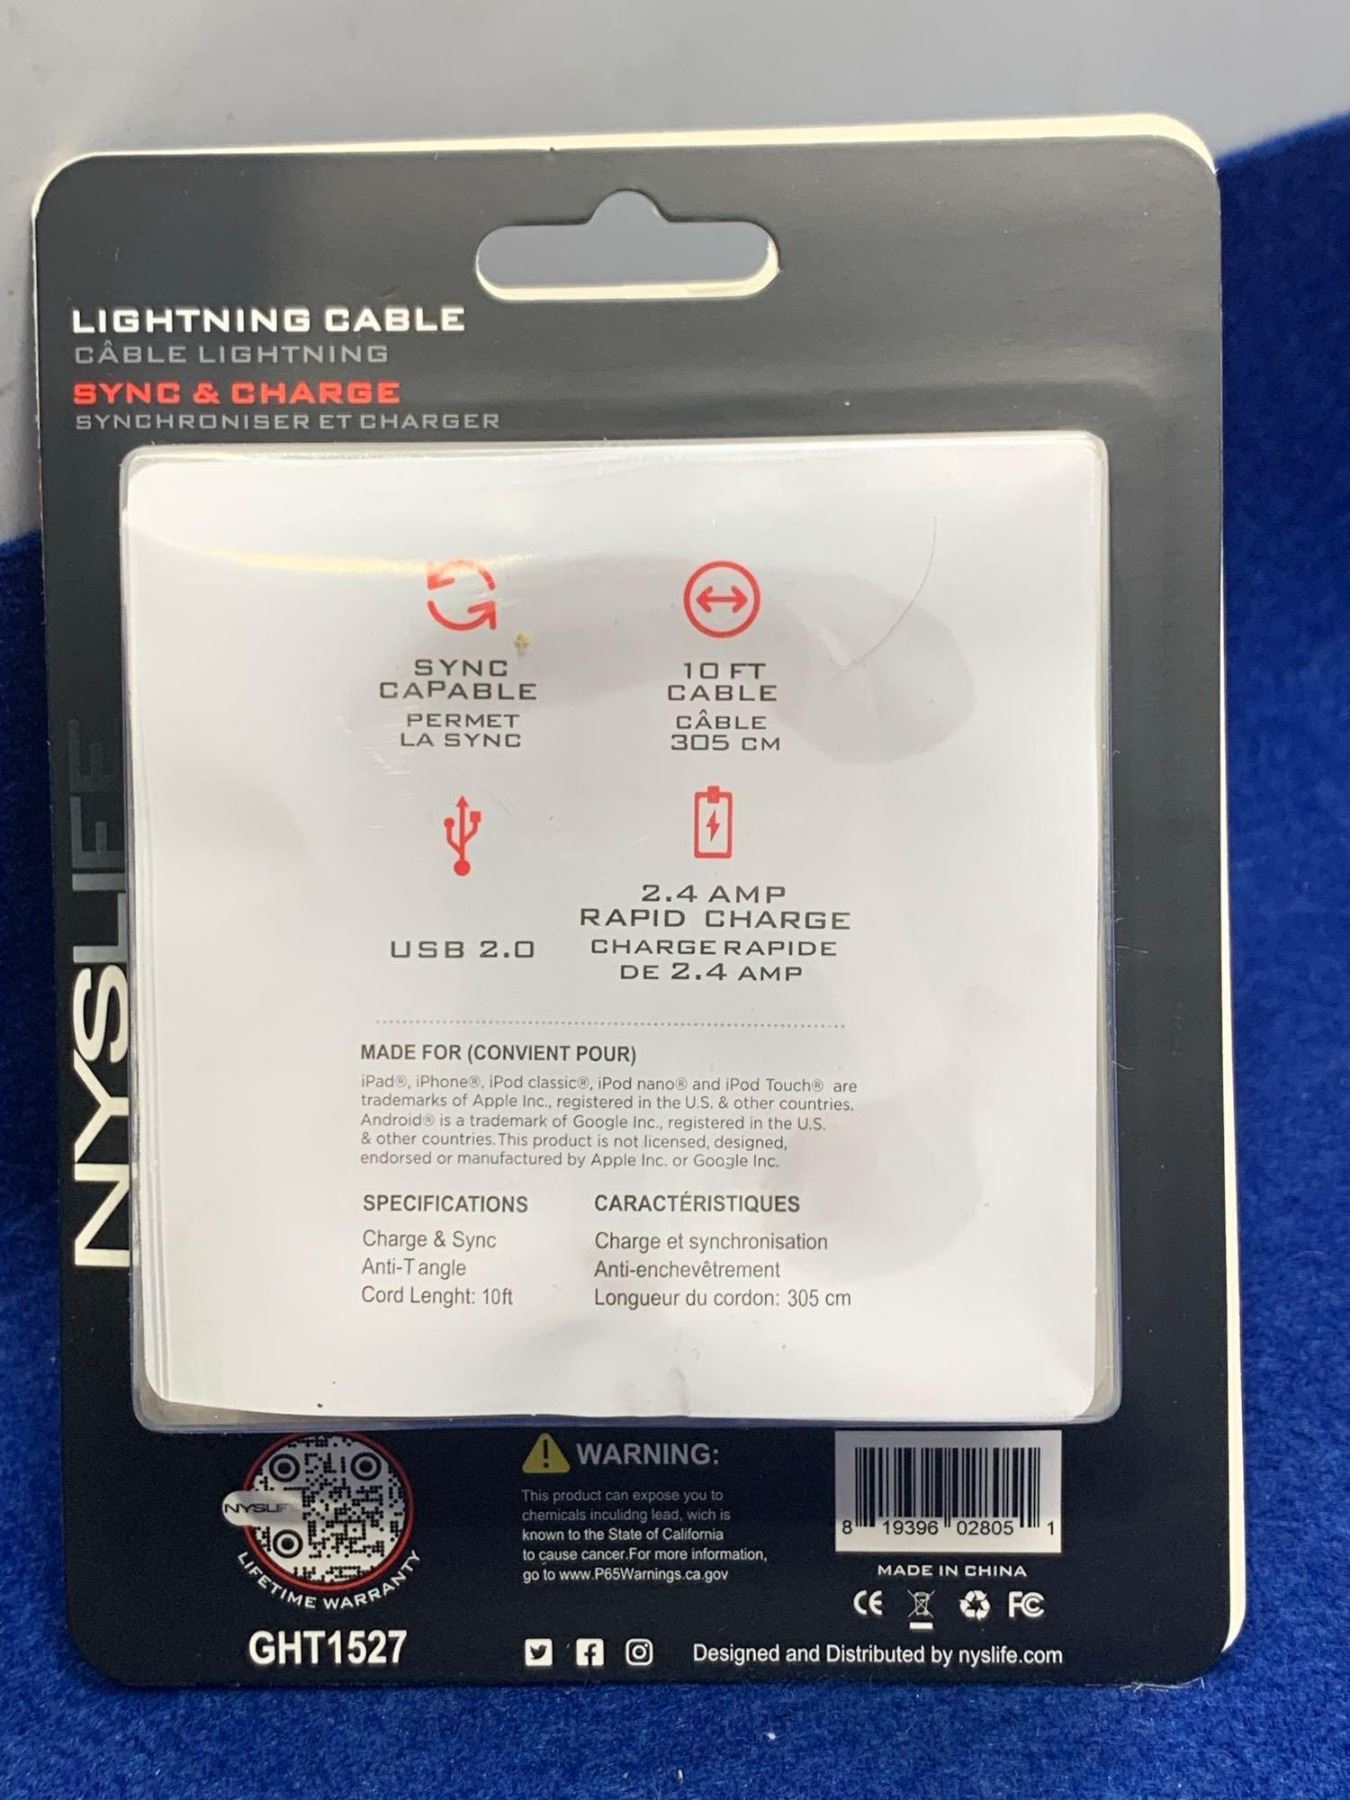 LIGHTNING CABLE
CÂBLE LIGHTNING
SYNC & CHARGE
SYNCHRONISER ET CHARGER
NYSLIFE
SYNC
CAPABLE
PERMET
LA SYNC
10 FT
CABLE
CÂBLE
305 CM
USB 2.0
2.4 AMP
RAPID CHARGE
CHARGE RAPIDE
DE 2.4 AMP
MADE FOR (CONVIENT POUR)
iPad®, iPhone®, iPod classic®, iPod nano® and iPod Touch® are
trademarks of Apple Inc., registered in the U.S. & other countries.
Android® is a trademark of Google Inc., registered in the U.S.
& other countries. This product is not licensed, designed,
endorsed or manufactured by Apple Inc. or Google Inc.
SPECIFICATIONS
Charge & Sync
Anti-Tangle
Cord Lenght: 10ft
CARACTÉRISTIQUES
Charge et synchronisation
Anti-enchevêtrement
Longueur du cordon: 305 cm
NYSLIFE
LIFETIME WARRANTY
GHT1527
WARNING:
This product can expose you to
chemicals inculidng lead, wich is
known to the State of California
to cause cancer.For more information,
go to www.P65Warnings.ca.gov
8 19396 02805 1
MADE IN CHINA
CE FC
Designed and Distributed by nyslife.com